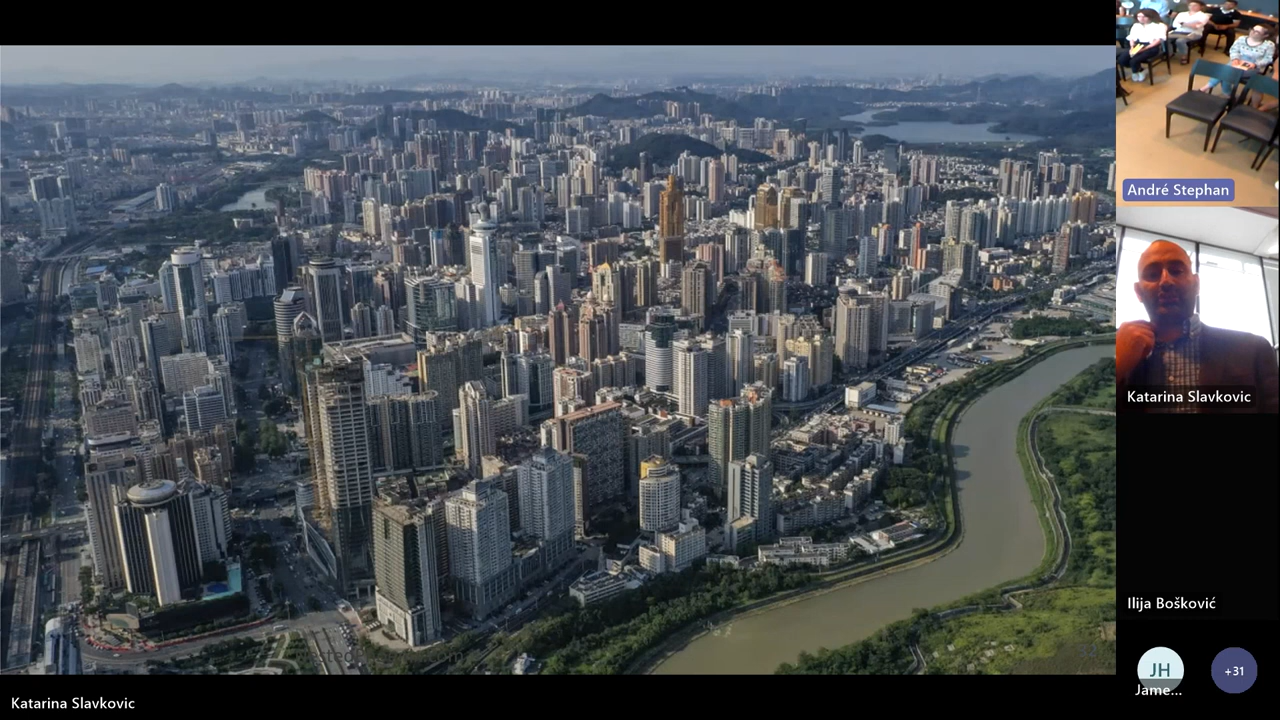 André Stephan
Katarina Slavkovic
Ilija Bošković
JH
Jame...
+31
Katarina Slavkovic